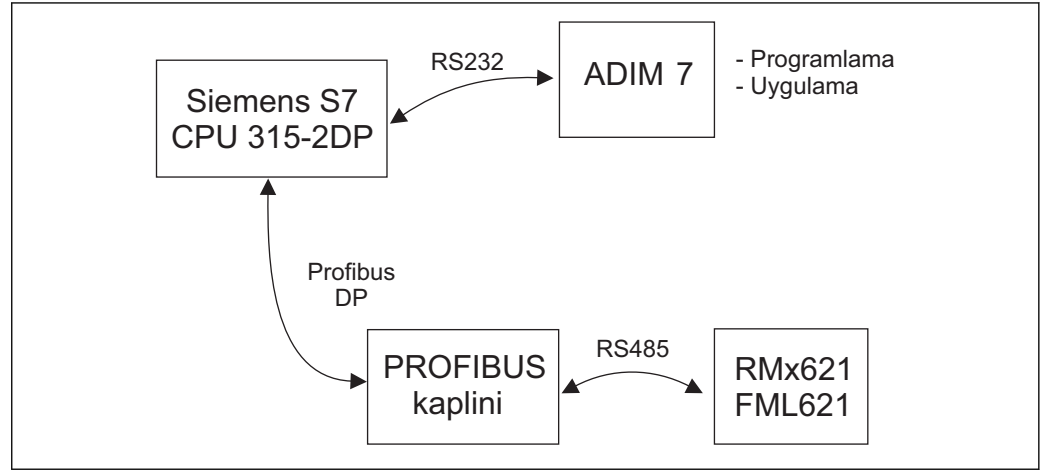 RS232
ADIM 7
- Programlama
- Uygulama
Siemens S7
CPU 315-2DP
Profibus
DP
PROFIBUS
kaplini
RS485
RMx621
FML621